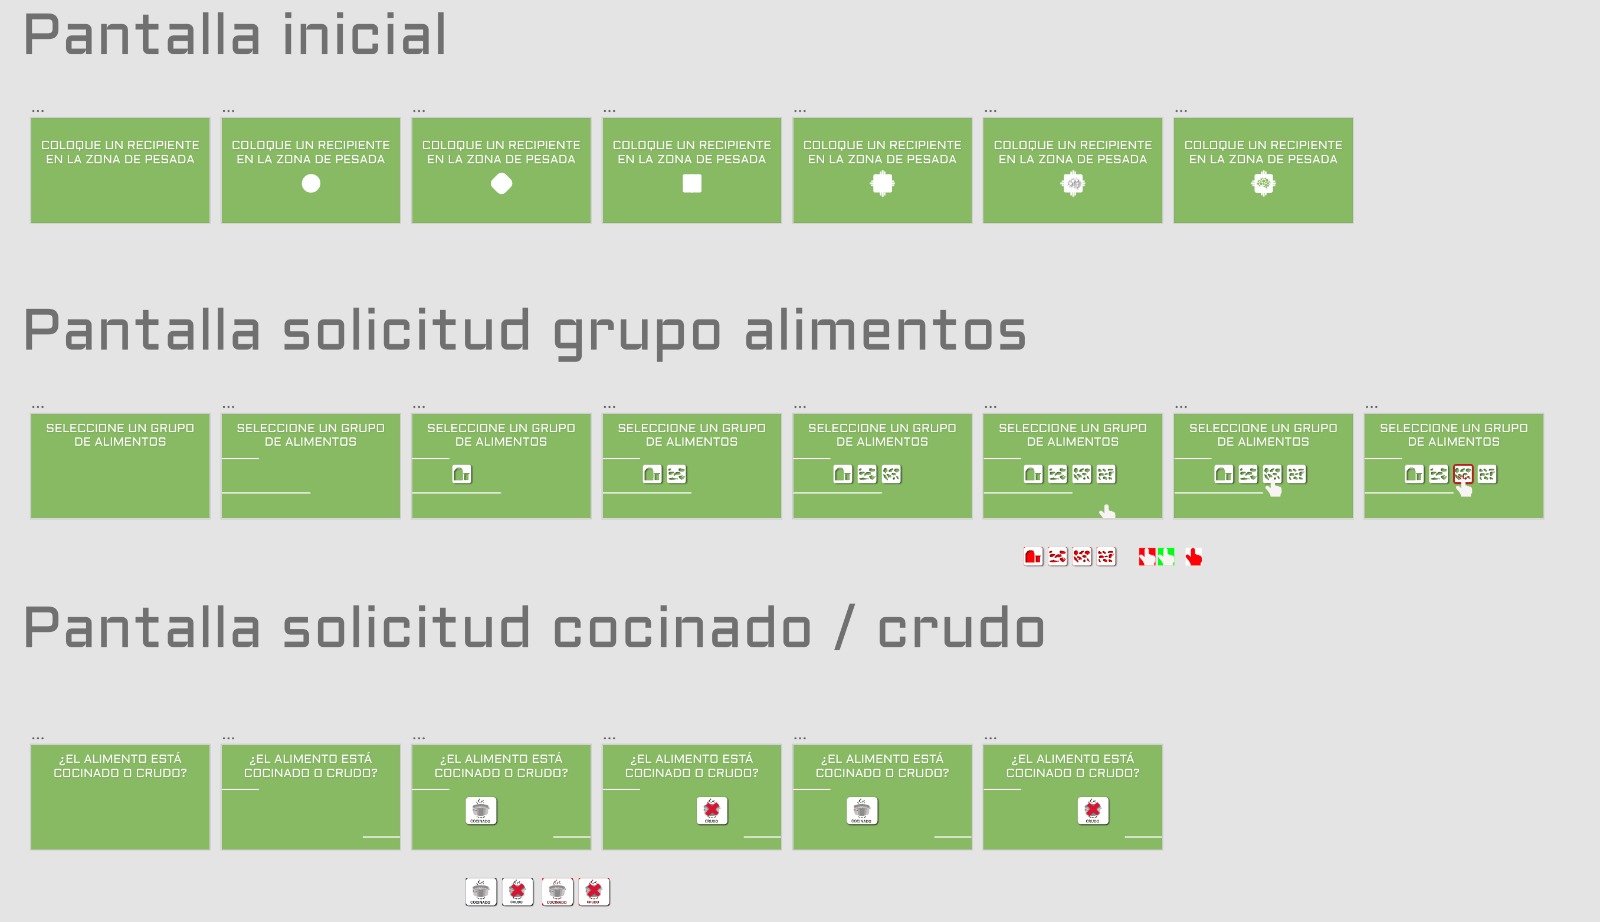 Pantalla inicial
... ... ... ... ... ... ...
COLOQUE UN RECIPIENTE
EN LA ZONA DE PESADA
COLOQUE UN RECIPIENTE
EN LA ZONA DE PESADA
COLOQUE UN RECIPIENTE
EN LA ZONA DE PESADA
COLOQUE UN RECIPIENTE
EN LA ZONA DE PESADA
COLOQUE UN RECIPIENTE
EN LA ZONA DE PESADA
COLOQUE UN RECIPIENTE
EN LA ZONA DE PESADA
COLOQUE UN RECIPIENTE
EN LA ZONA DE PESADA
Pantalla solicitud grupo alimentos
... ... ... ... ... ... ... ...
SELECCIONE UN GRUPO
DE ALIMENTOS
SELECCIONE UN GRUPO
DE ALIMENTOS
SELECCIONE UN GRUPO
DE ALIMENTOS
SELECCIONE UN GRUPO
DE ALIMENTOS
SELECCIONE UN GRUPO
DE ALIMENTOS
SELECCIONE UN GRUPO
DE ALIMENTOS
SELECCIONE UN GRUPO
DE ALIMENTOS
SELECCIONE UN GRUPO
DE ALIMENTOS
Pantalla solicitud cocinado / crudo
... ... ... ... ... ...
¿EL ALIMENTO ESTÁ
COCINADO O CRUDO?
¿EL ALIMENTO ESTÁ
COCINADO O CRUDO?
¿EL ALIMENTO ESTÁ
COCINADO O CRUDO?
COCINADO
¿EL ALIMENTO ESTÁ
COCINADO O CRUDO?
CRUDO
¿EL ALIMENTO ESTÁ
COCINADO O CRUDO?
COCINADO
¿EL ALIMENTO ESTÁ
COCINADO O CRUDO?
CRUDO
COCINADO
CRUDO
COCINADO
CRUDO